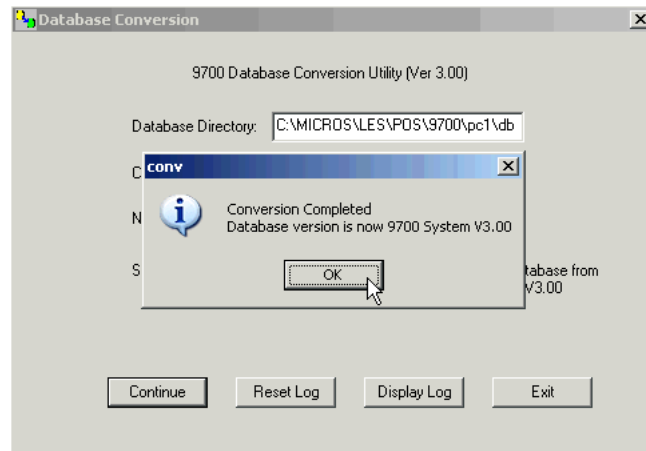 Database Conversion
9700 Database Conversion Utility (Ver 3.00)
Database Directory: C:\MICROS\LES\POS\9700\pc1\db
conv
Conversion Completed
Database version is now 9700 System V3.00
OK
from
V3.00
Continue Reset Log Display Log Exit